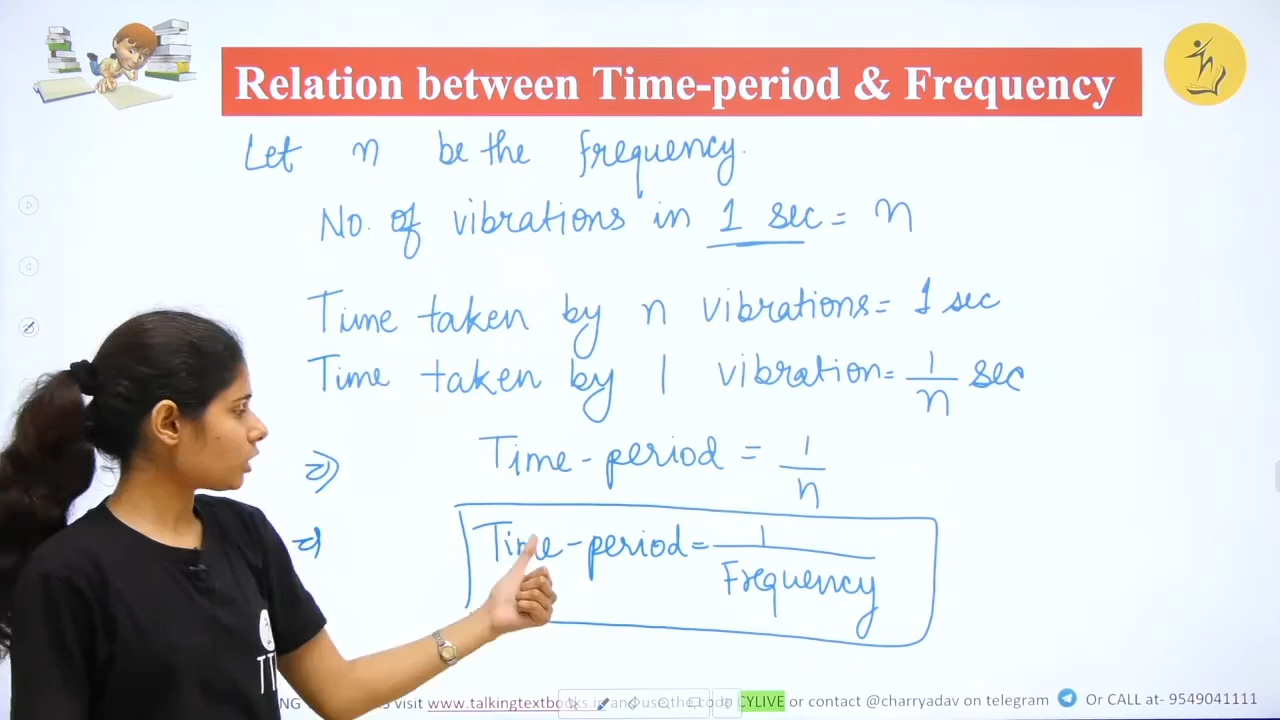 Relation between Time-period & Frequency
Let n be the frequency.
No. of vibrations in 1 sec = n
Time taken by n vibrations = 1 sec
Time taken by 1 vibration = 1/n sec
⇒ Time-period = 1/n
⇒ Time-period = 1/Frequency
TT
visit www.talkingtextbooks.in and use the code CYLIVE or contact @charryadav on telegram Or CALL at- 9549041111